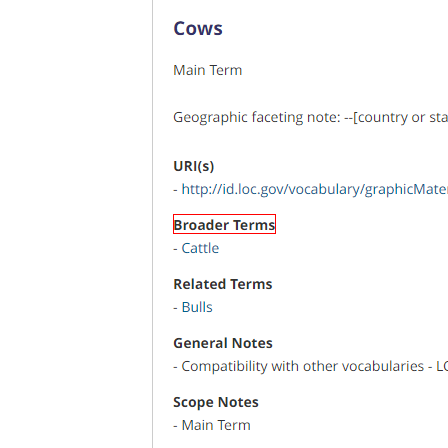 Cows
Main Term
Geographic faceting note: --[country or sta
URI(s)
- http://id.loc.gov/vocabulary/graphicMate
Broader Terms
- Cattle
Related Terms
- Bulls
General Notes
- Compatibility with other vocabularies - LC
Scope Notes
- Main Term